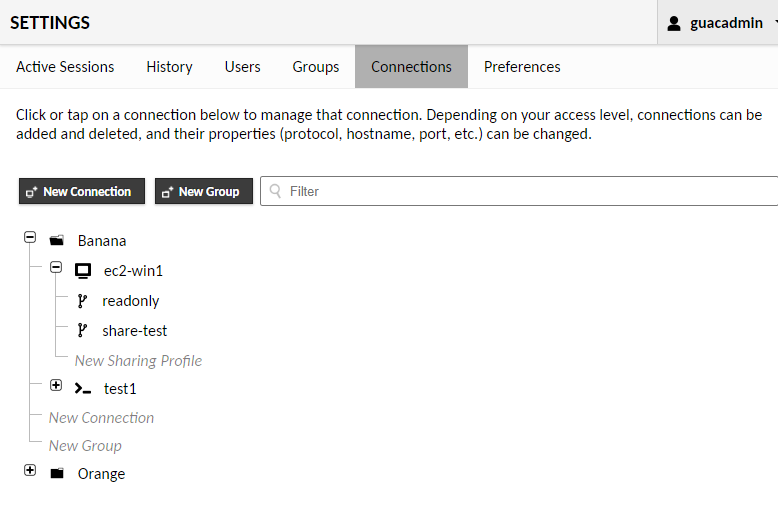 SETTINGS
guacadmin
Active Sessions History Users Groups Connections Preferences
Click or tap on a connection below to manage that connection. Depending on your access level, connections can be
added and deleted, and their properties (protocol, hostname, port, etc.) can be changed.
New Connection New Group Filter
Banana
ec2-win1
readonly
share-test
New Sharing Profile
test1
New Connection
New Group
Orange